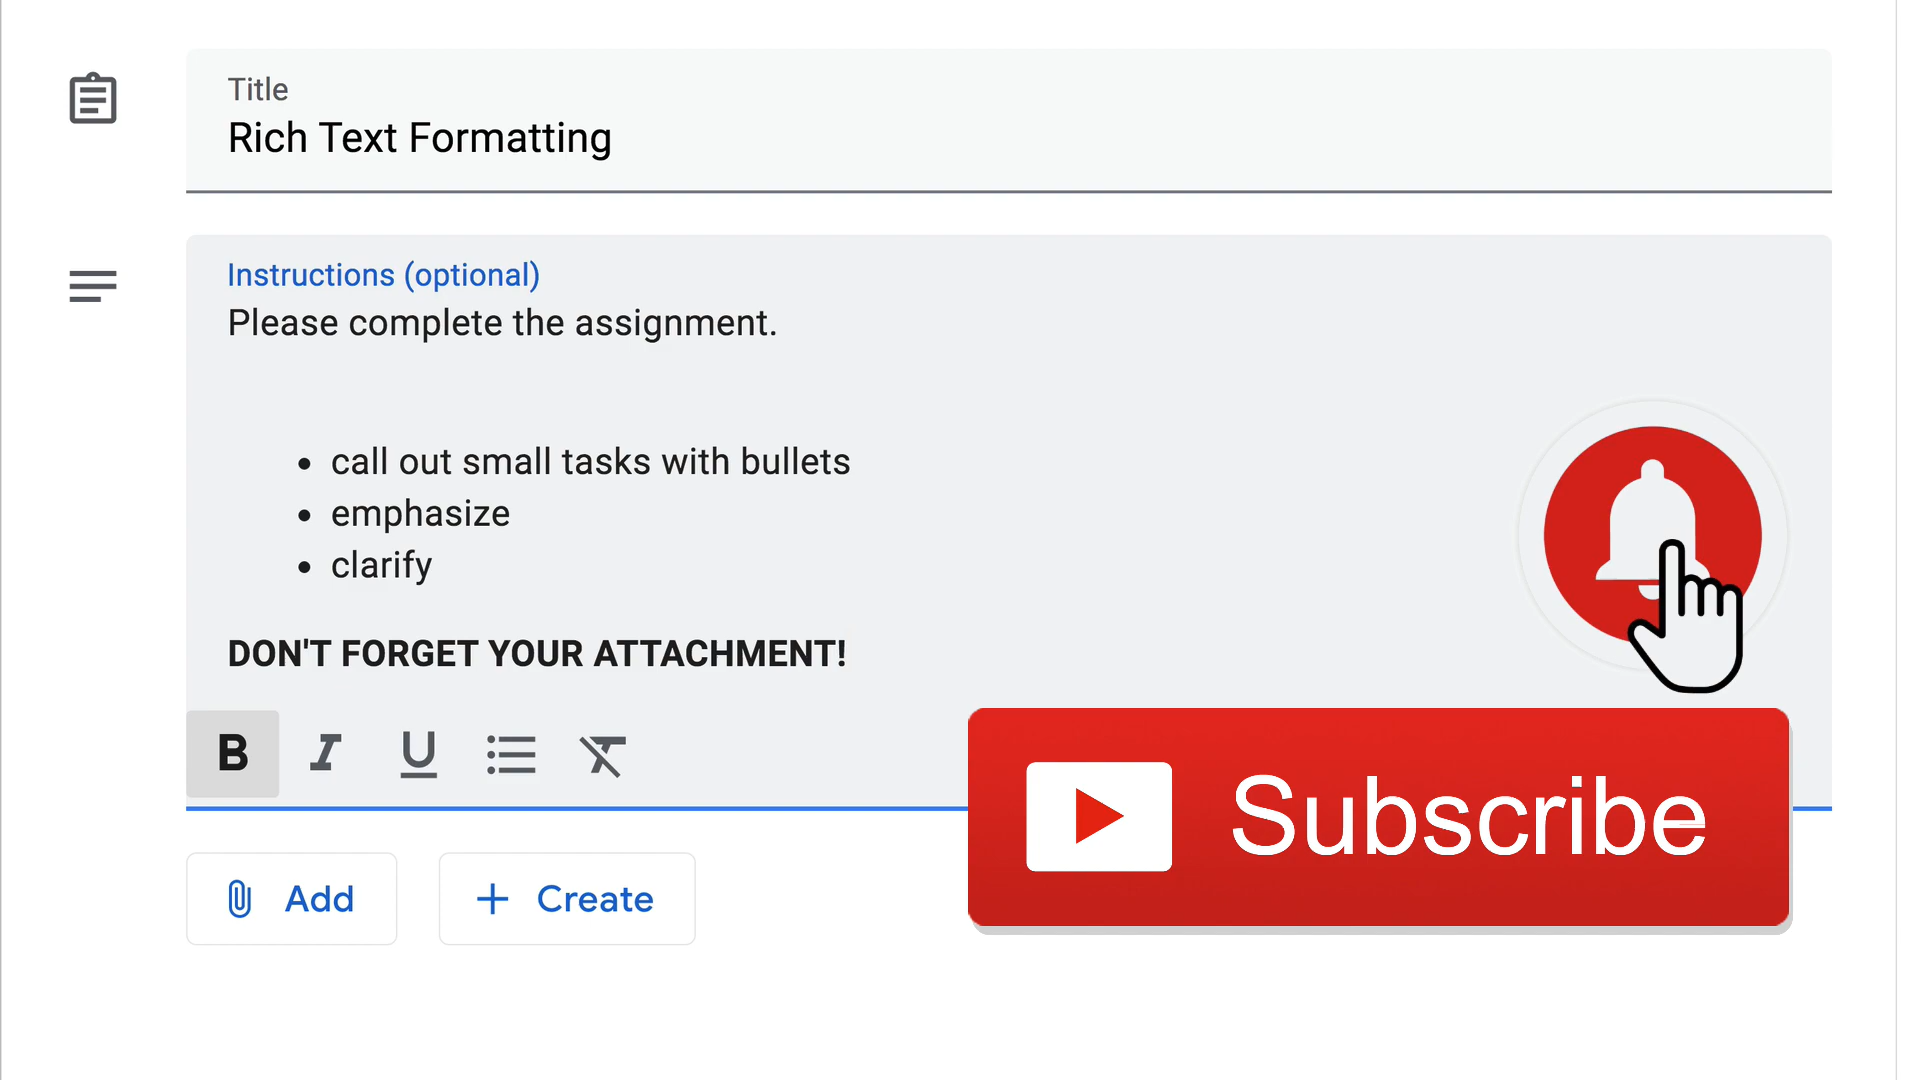 Title
Rich Text Formatting
Instructions (optional)
Please complete the assignment.
• call out small tasks with bullets
• emphasize
• clarify
DON'T FORGET YOUR ATTACHMENT!
B I U
Add
Create
Subscribe